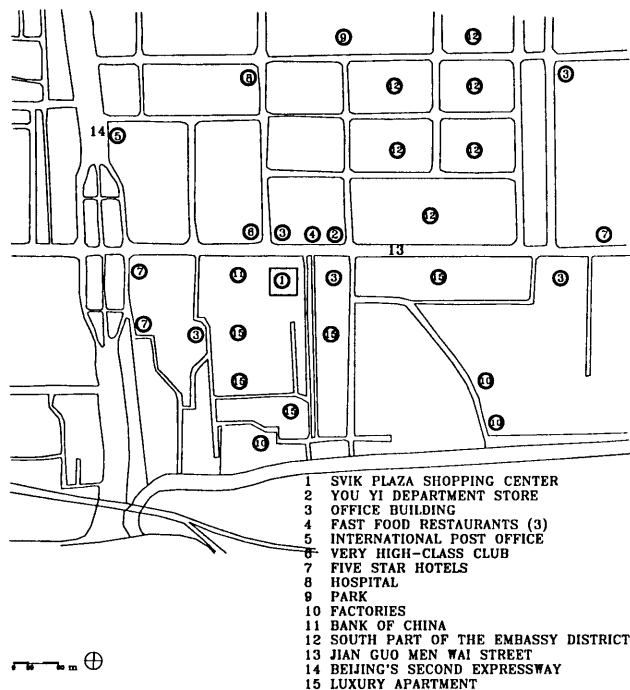 9 12
8 12 12 3
14 5
12 12
12
6 3 4 2 7
13
7 11 1 3 15 3
7 3 15 15
15 10
15 10
10
1 SVIK PLAZA SHOPPING CENTER
2 YOU YI DEPARTMENT STORE
3 OFFICE BUILDING
4 FAST FOOD RESTAURANTS (3)
5 INTERNATIONAL POST OFFICE
6 VERY HIGH-CLASS CLUB
7 FIVE STAR HOTELS
8 HOSPITAL
9 PARK
10 FACTORIES
11 BANK OF CHINA
12 SOUTH PART OF THE EMBASSY DISTRICT
13 JIAN GUO MEN WAI STREET
14 BEIJING'S SECOND EXPRESSWAY
15 LUXURY APARTMENT
m